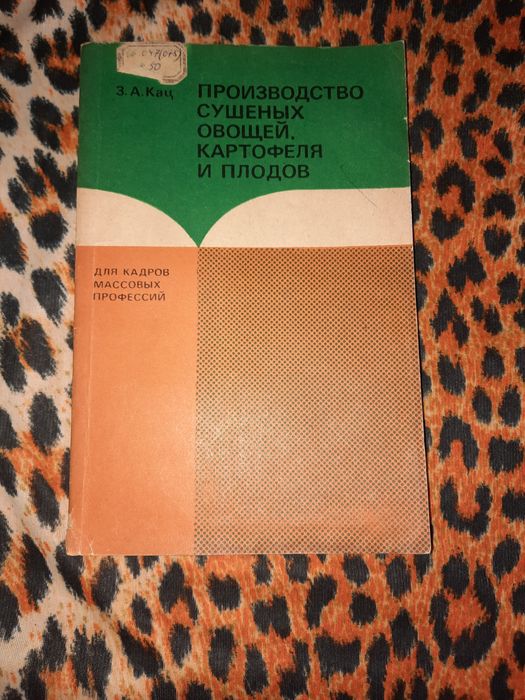 З. А. Кац
ПРОИЗВОДСТВО
СУШЕНЫХ
ОВОЩЕЙ,
КАРТОФЕЛЯ
И ПЛОДОВ
ДЛЯ КАДРОВ
МАССОВЫХ
ПРОФЕССИЙ